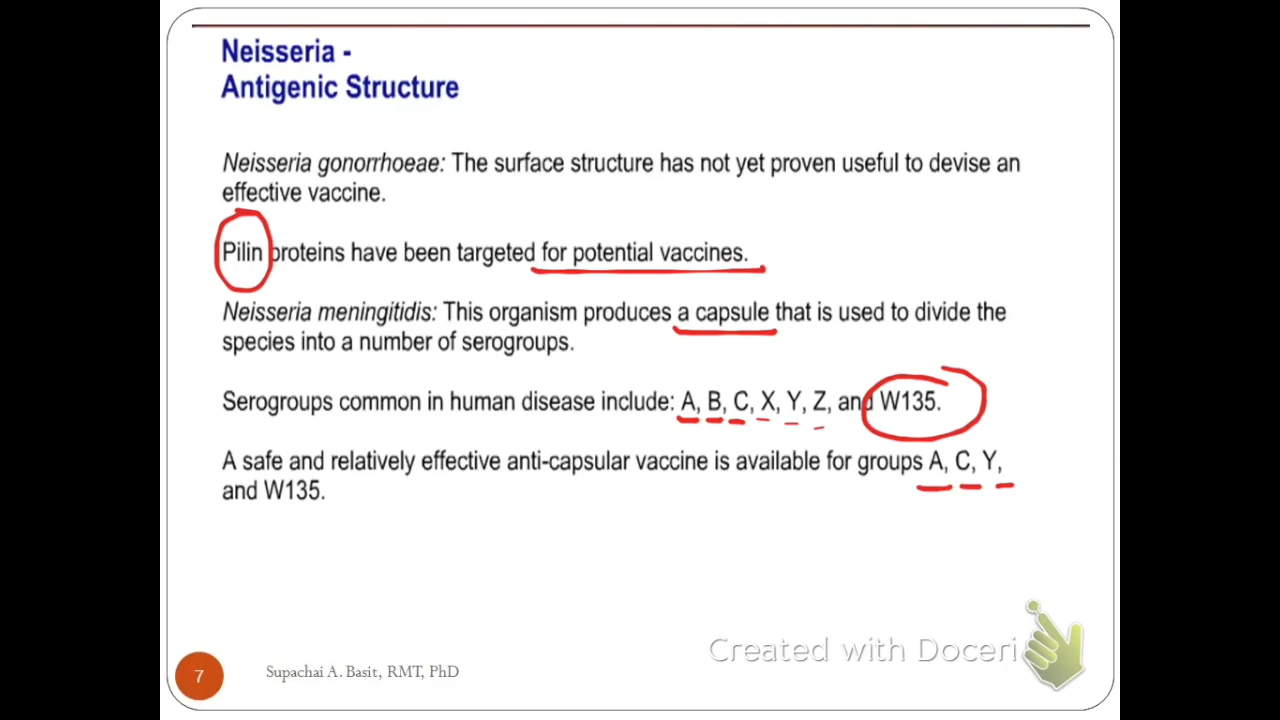 Neisseria -
Antigenic Structure
Neisseria gonorrhoeae: The surface structure has not yet proven useful to devise an
effective vaccine.
Pilin proteins have been targeted for potential vaccines.
Neisseria meningitidis: This organism produces a capsule that is used to divide the
species into a number of serogroups.
Serogroups common in human disease include: A, B, C, X, Y, Z, and W135.
A safe and relatively effective anti-capsular vaccine is available for groups A, C, Y,
and W135.
7
Supachai A. Basit, RMT, PhD
Created with Doceri